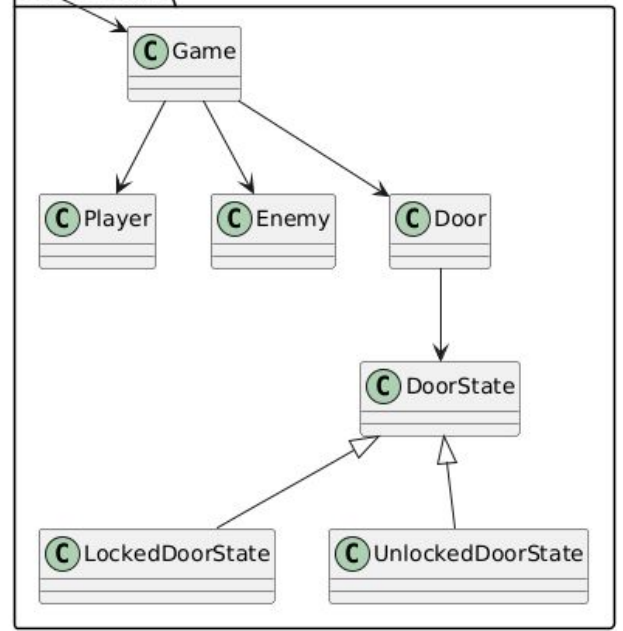 C Game
C Player
C Enemy
C Door
C DoorState
C LockedDoorState
C UnlockedDoorState